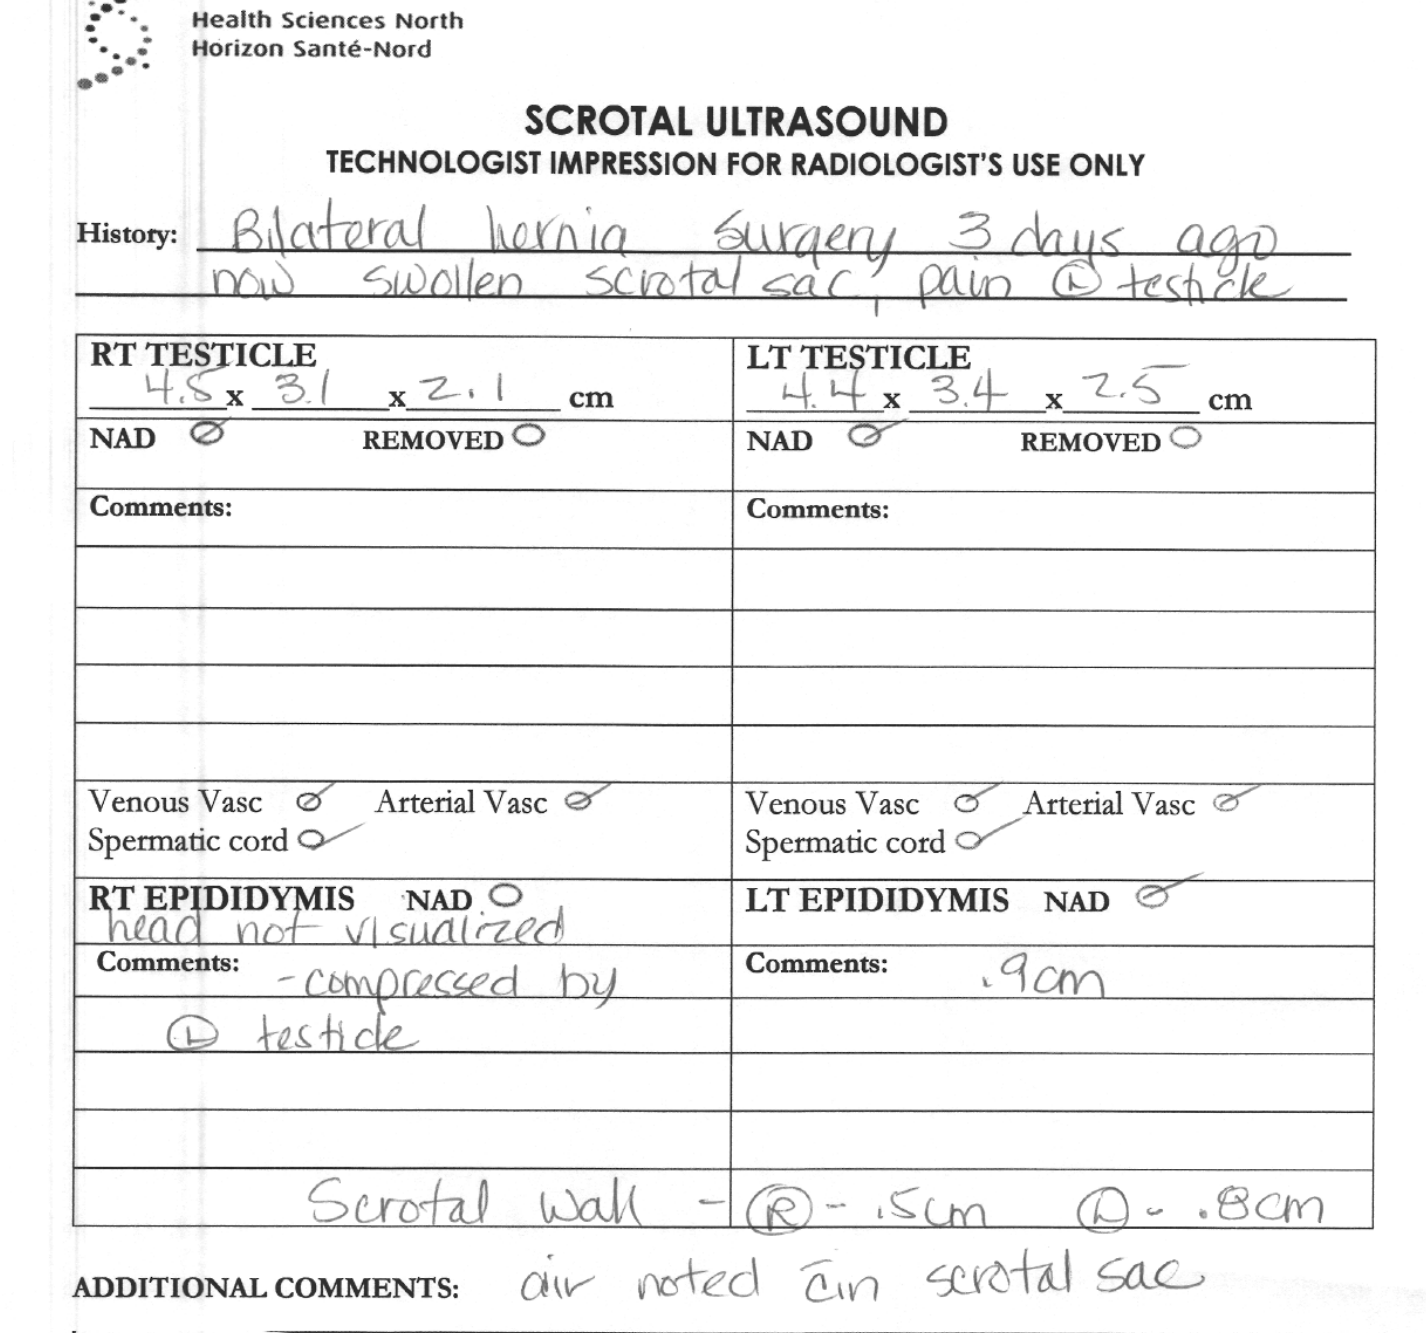 Health Sciences North
Horizon Santé-Nord
SCROTAL ULTRASOUND
TECHNOLOGIST IMPRESSION FOR RADIOLOGIST'S USE ONLY
History: Bilateral hernia surgery 3 days ago
now swollen scrotal sac, pain Ⓛ testicle
RT TESTICLE
4.5 x 3.1 x 2.1 cm
NAD REMOVED
Comments:
Venous Vasc Arterial Vasc
Spermatic cord
RT EPIDIDYMIS NAD
head not visualized
Comments: - compressed by
Ⓛ testicle
LT TESTICLE
4.4 x 3.4 x 2.5 cm
NAD REMOVED
Comments:
Venous Vasc Arterial Vasc
Spermatic cord
LT EPIDIDYMIS NAD
Comments: .9cm
Scrotal Wall - Ⓡ - .5cm Ⓛ - .8cm
ADDITIONAL COMMENTS: air noted c̄in scrotal sac